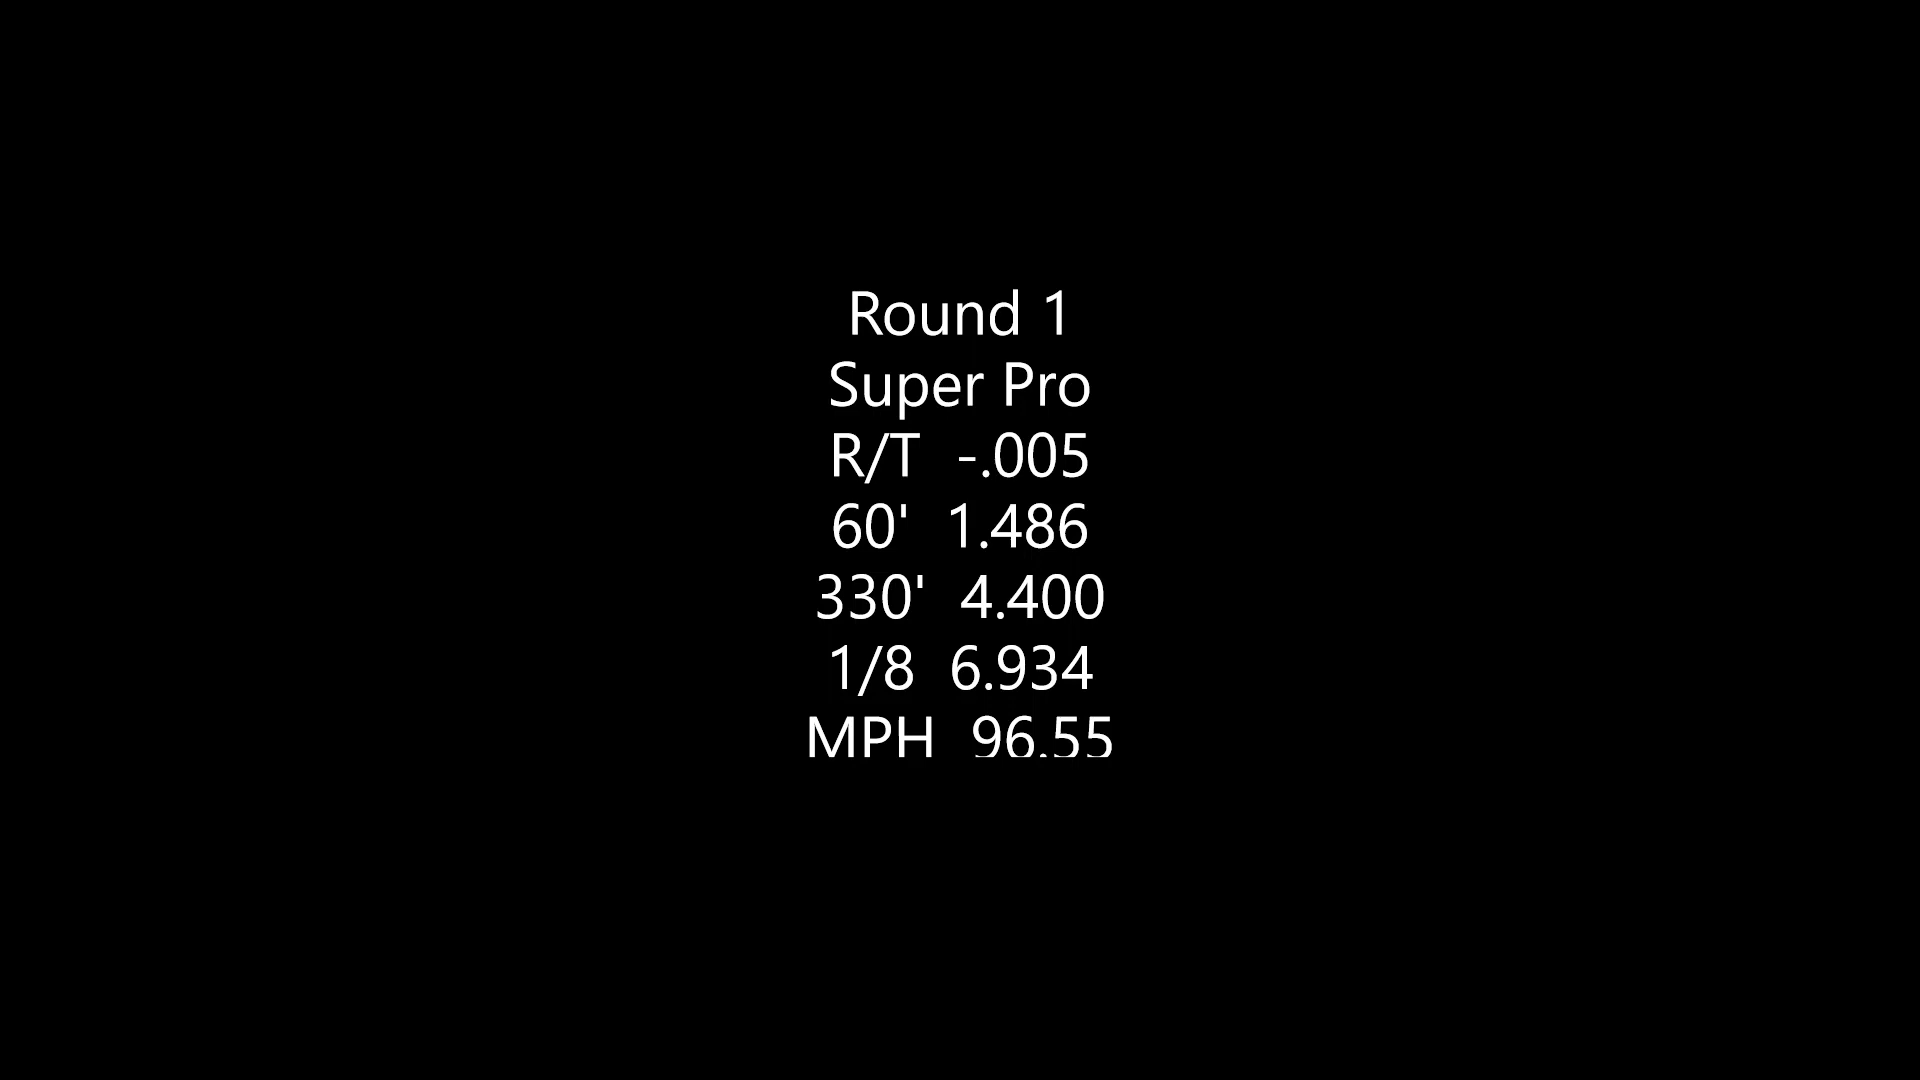 Round 1
Super Pro
R/T -.005
60' 1.486
330' 4.400
1/8 6.934
MPH 96.55